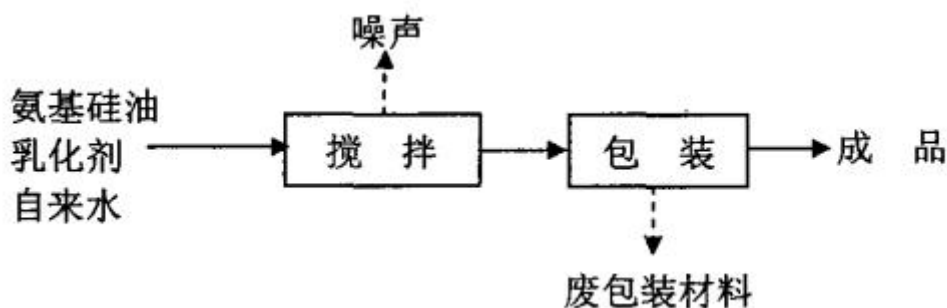 噪声
氨基硅油
乳化剂
自来水
搅 拌
包 装
成 品
废包装材料